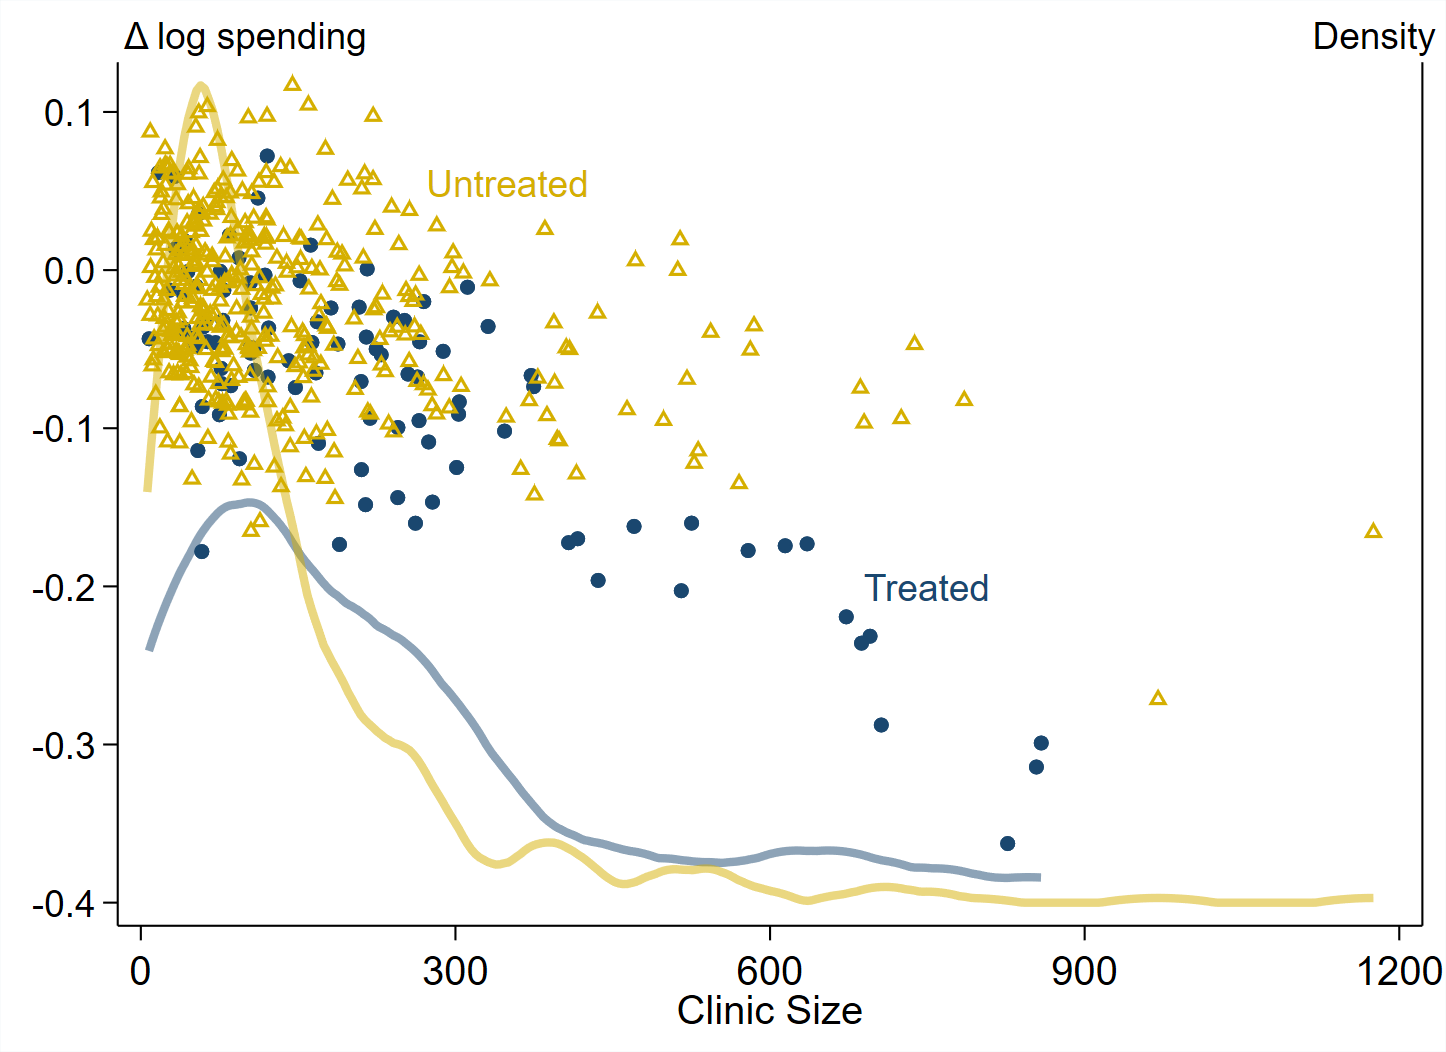 Δ log spending
Density
0.1
Untreated
0.0
-0.1
-0.2
Treated
-0.3
-0.4
0 300 600 900 1200
Clinic Size